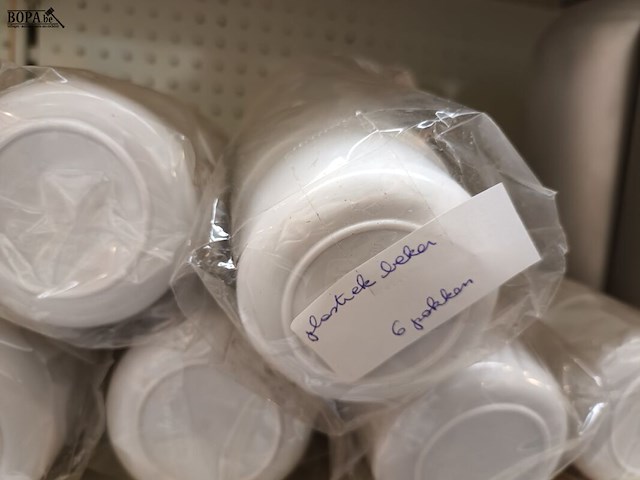 BOPA.be
plastiek beker
6 pakken